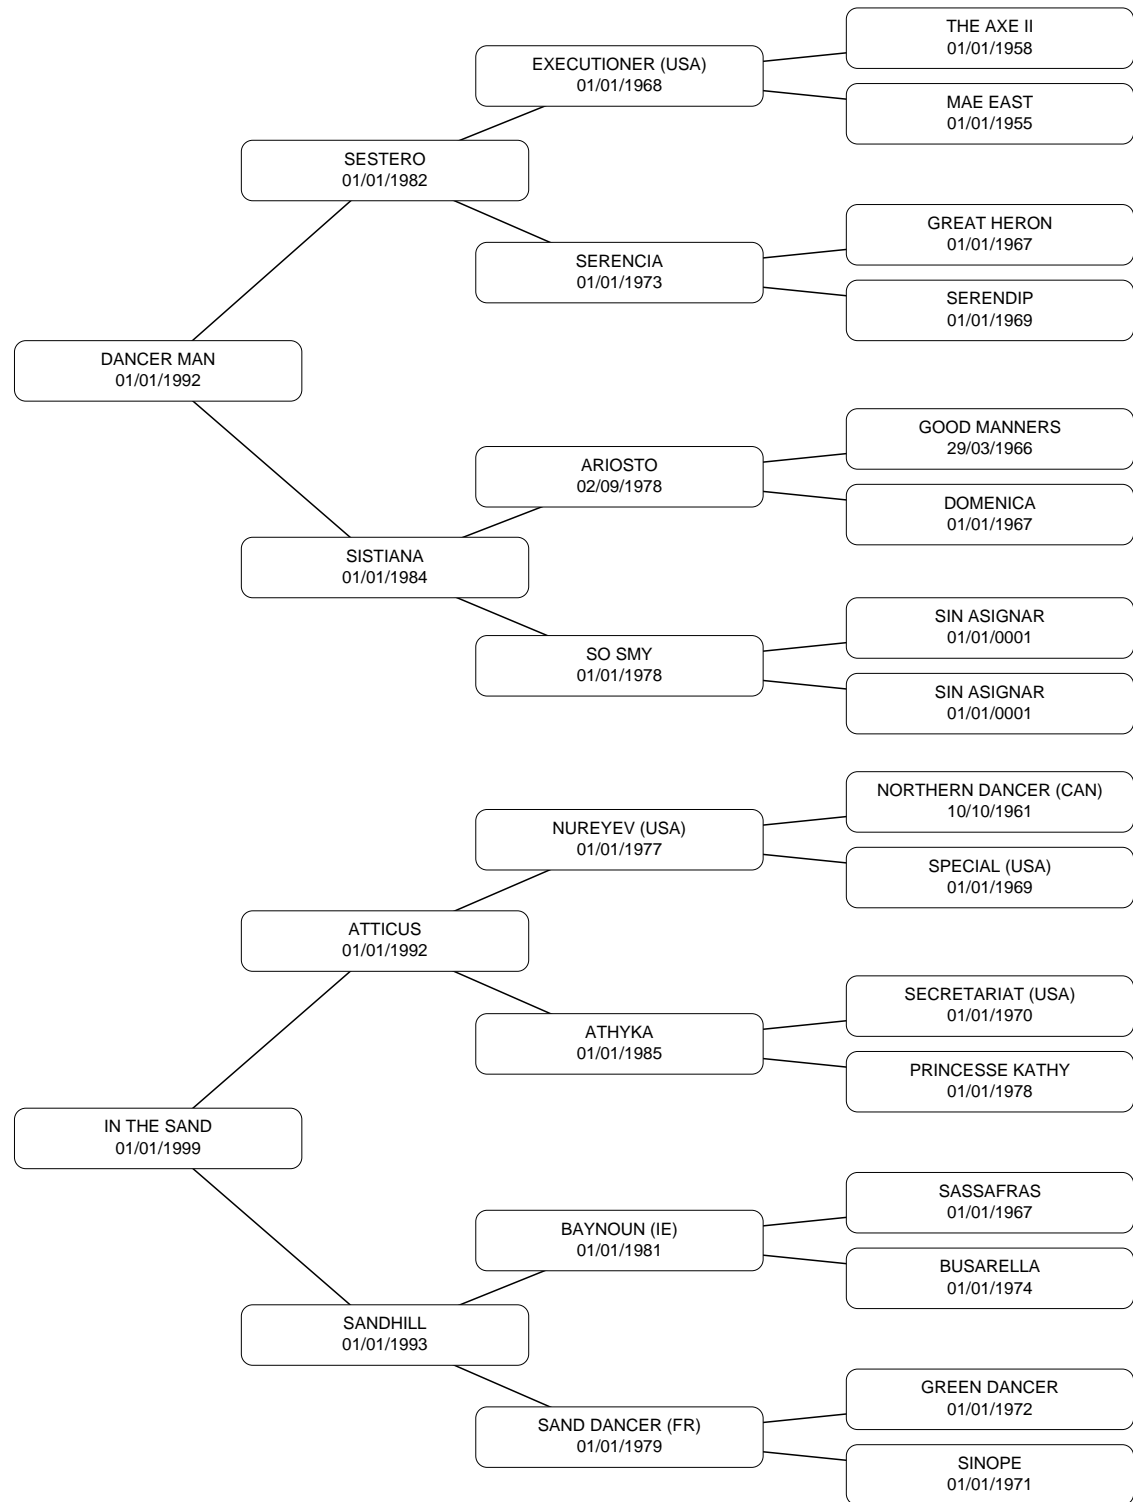 THE AXE II
01/01/1958
EXECUTIONER (USA)
01/01/1968
MAE EAST
01/01/1955
SESTERO
01/01/1982
GREAT HERON
01/01/1967
SERENCIA
01/01/1973
SERENDIP
01/01/1969
DANCER MAN
01/01/1992
GOOD MANNERS
29/03/1966
ARIOSTO
02/09/1978
DOMENICA
01/01/1967
SISTIANA
01/01/1984
SIN ASIGNAR
01/01/0001
SO SMY
01/01/1978
SIN ASIGNAR
01/01/0001
NORTHERN DANCER (CAN)
10/10/1961
NUREYEV (USA)
01/01/1977
SPECIAL (USA)
01/01/1969
ATTICUS
01/01/1992
SECRETARIAT (USA)
01/01/1970
ATHYKA
01/01/1985
PRINCESSE KATHY
01/01/1978
IN THE SAND
01/01/1999
SASSAFRAS
01/01/1967
BAYNOUN (IE)
01/01/1981
BUSARELLA
01/01/1974
SANDHILL
01/01/1993
GREEN DANCER
01/01/1972
SAND DANCER (FR)
01/01/1979
SINOPE
01/01/1971